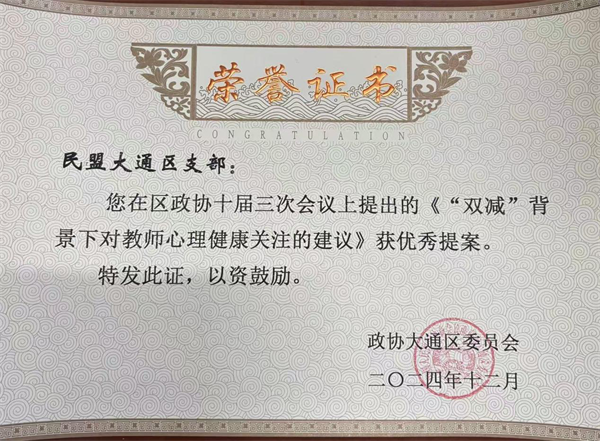 荣誉证书
CONGRATULATION
民盟大通区支部：
您在区政协十届三次会议上提出的《“双减”背
景下对教师心理健康关注的建议》获优秀提案。
特发此证，以资鼓励。
政协大通区委员会
二〇二四年十二月